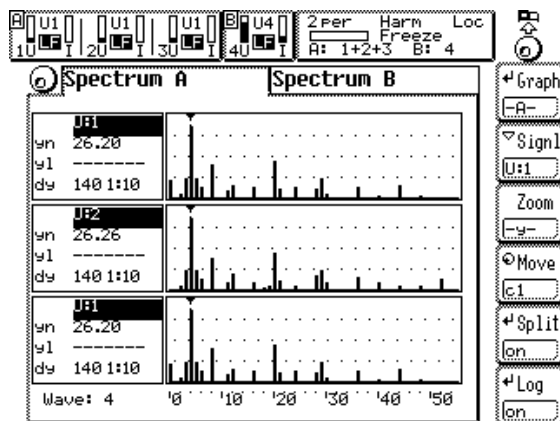 A U1 U1 U1 B U4 2per Harm Loc
LF LF LF LF Freeze
1U I 2U I 3U I 4U I A: 1+2+3 B: 4
Spectrum A Spectrum B
Graph
-A-
Signl
U:1
Zoom
-y-
Move
c1
Split
on
Log
on
U:1
yn 26.20
yl -------
dy 140 1:10
U:2
yn 26.26
yl -------
dy 140 1:10
U:1
yn 26.20
yl -------
dy 140 1:10
Wave: 4 '0 '10 '20 '30 '40 '50